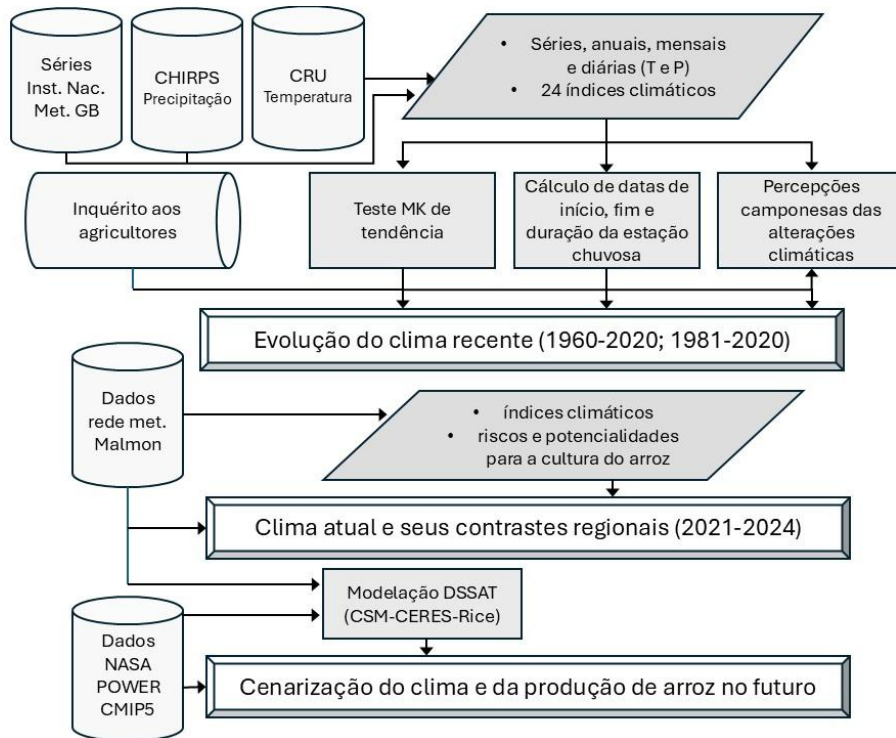 Séries
Inst. Nac.
Met. GB
CHIRPS
Precipitação
CRU
Temperatura
• Séries, anuais, mensais
e diárias (T e P)
• 24 índices climáticos
Inquérito aos
agricultores
Teste MK de
tendência
Cálculo de datas de
início, fim e
duração da estação
chuvosa
Percepções
camponesas das
alterações
climáticas
Evolução do clima recente (1960-2020; 1981-2020)
Dados
rede met.
Malmon
• índices climáticos
• riscos e potencialidades
para a cultura do arroz
Clima atual e seus contrastes regionais (2021-2024)
Modelação DSSAT
(CSM-CERES-Rice)
Dados
NASA
POWER
CMIP5
Cenarização do clima e da produção de arroz no futuro